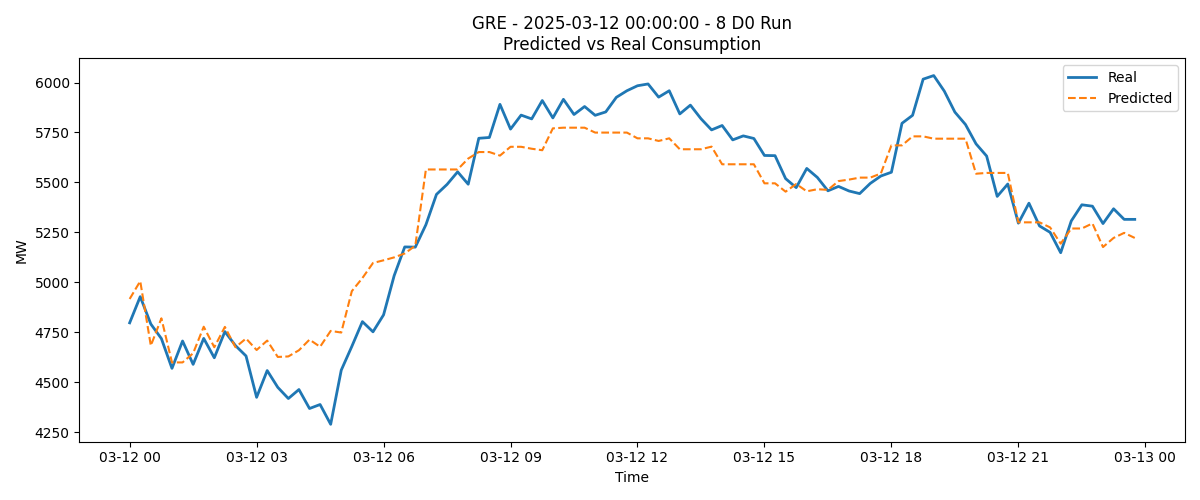 GRE - 2025-03-12 00:00:00 - 8 D0 Run
Predicted vs Real Consumption
Real
Predicted
6000
5750
5500
5250
5000
4750
4500
4250
MW
03-12 00
03-12 03
03-12 06
03-12 09
03-12 12
03-12 15
03-12 18
03-12 21
03-13 00
Time